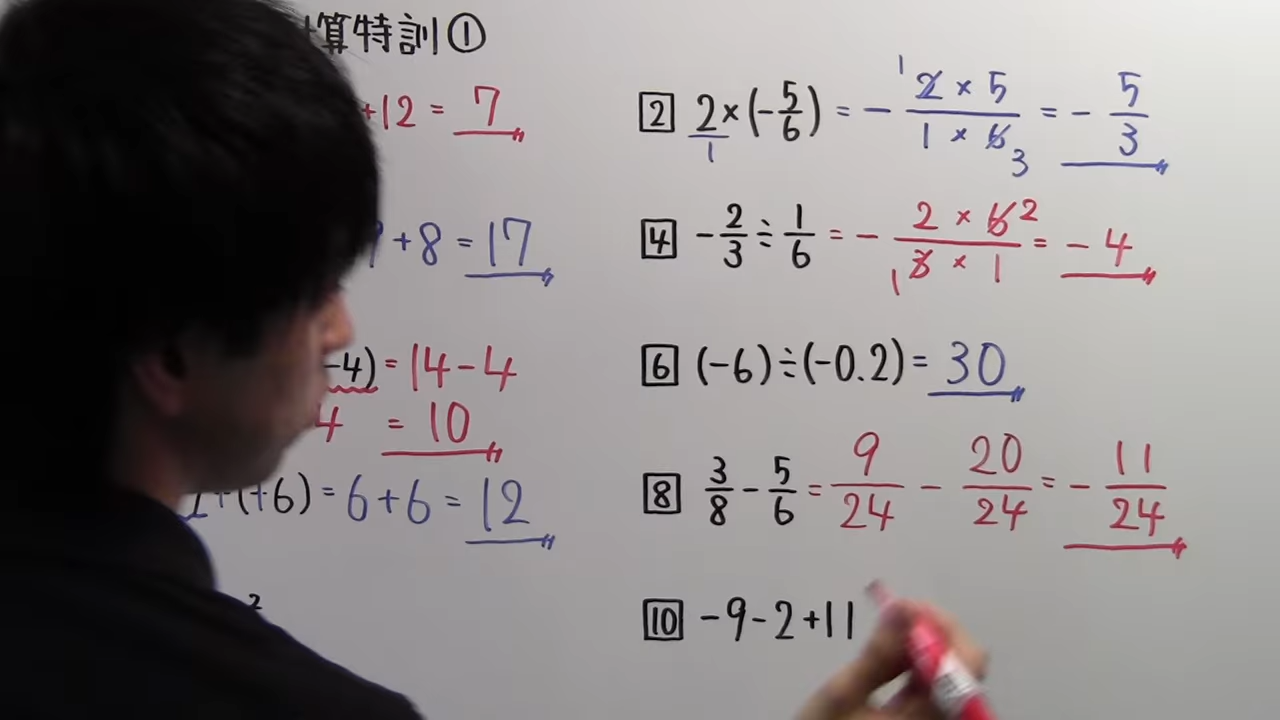 算特訓①
+12 = 7
+8 = 17
-4) = 14-4
4 = 10
+(+6) = 6+6 = 12
2
[2] 2×(-5/6) = - (2×5)/(1×6) = - 5/3
1 1 3
[4] -2/3 ÷ 1/6 = - (2×6)/(3×1) = -4
2 1
[6] (-6)÷(-0.2) = 30
[8] 3/8 - 5/6 = 9/24 - 20/24 = - 11/24
[10] -9-2+11